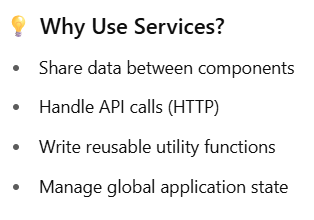 Why Use Services?
• Share data between components
• Handle API calls (HTTP)
• Write reusable utility functions
• Manage global application state